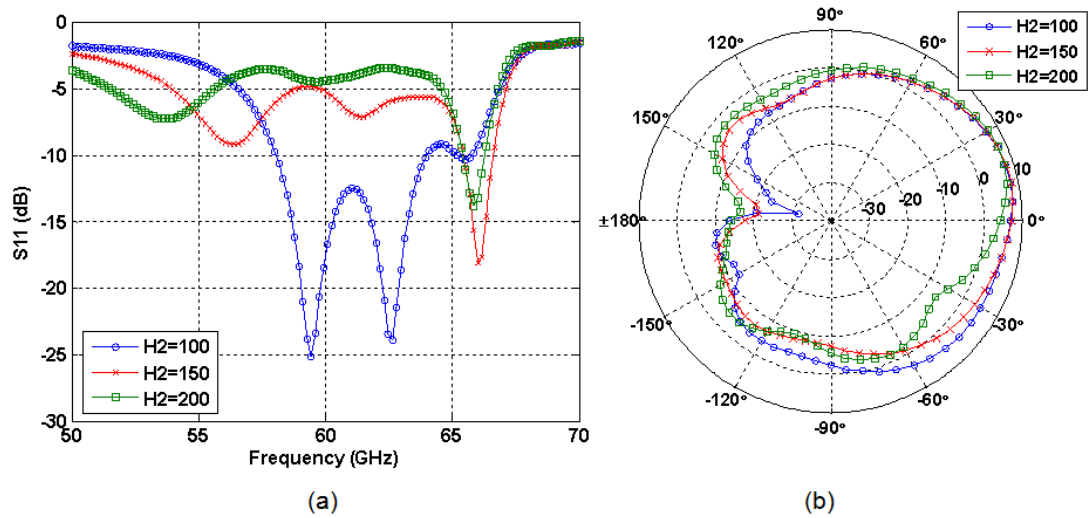 0
-5
-10
-15
-20
-25
-30
S11 (dB)
50
55
60
65
70
Frequency (GHz)
H2=100
H2=150
H2=200
(a)
90°
120°
60°
150°
30°
±180°
0°
-150°
-30°
-120°
-60°
-90°
-30
-20
-10
0
10
H2=100
H2=150
H2=200
(b)